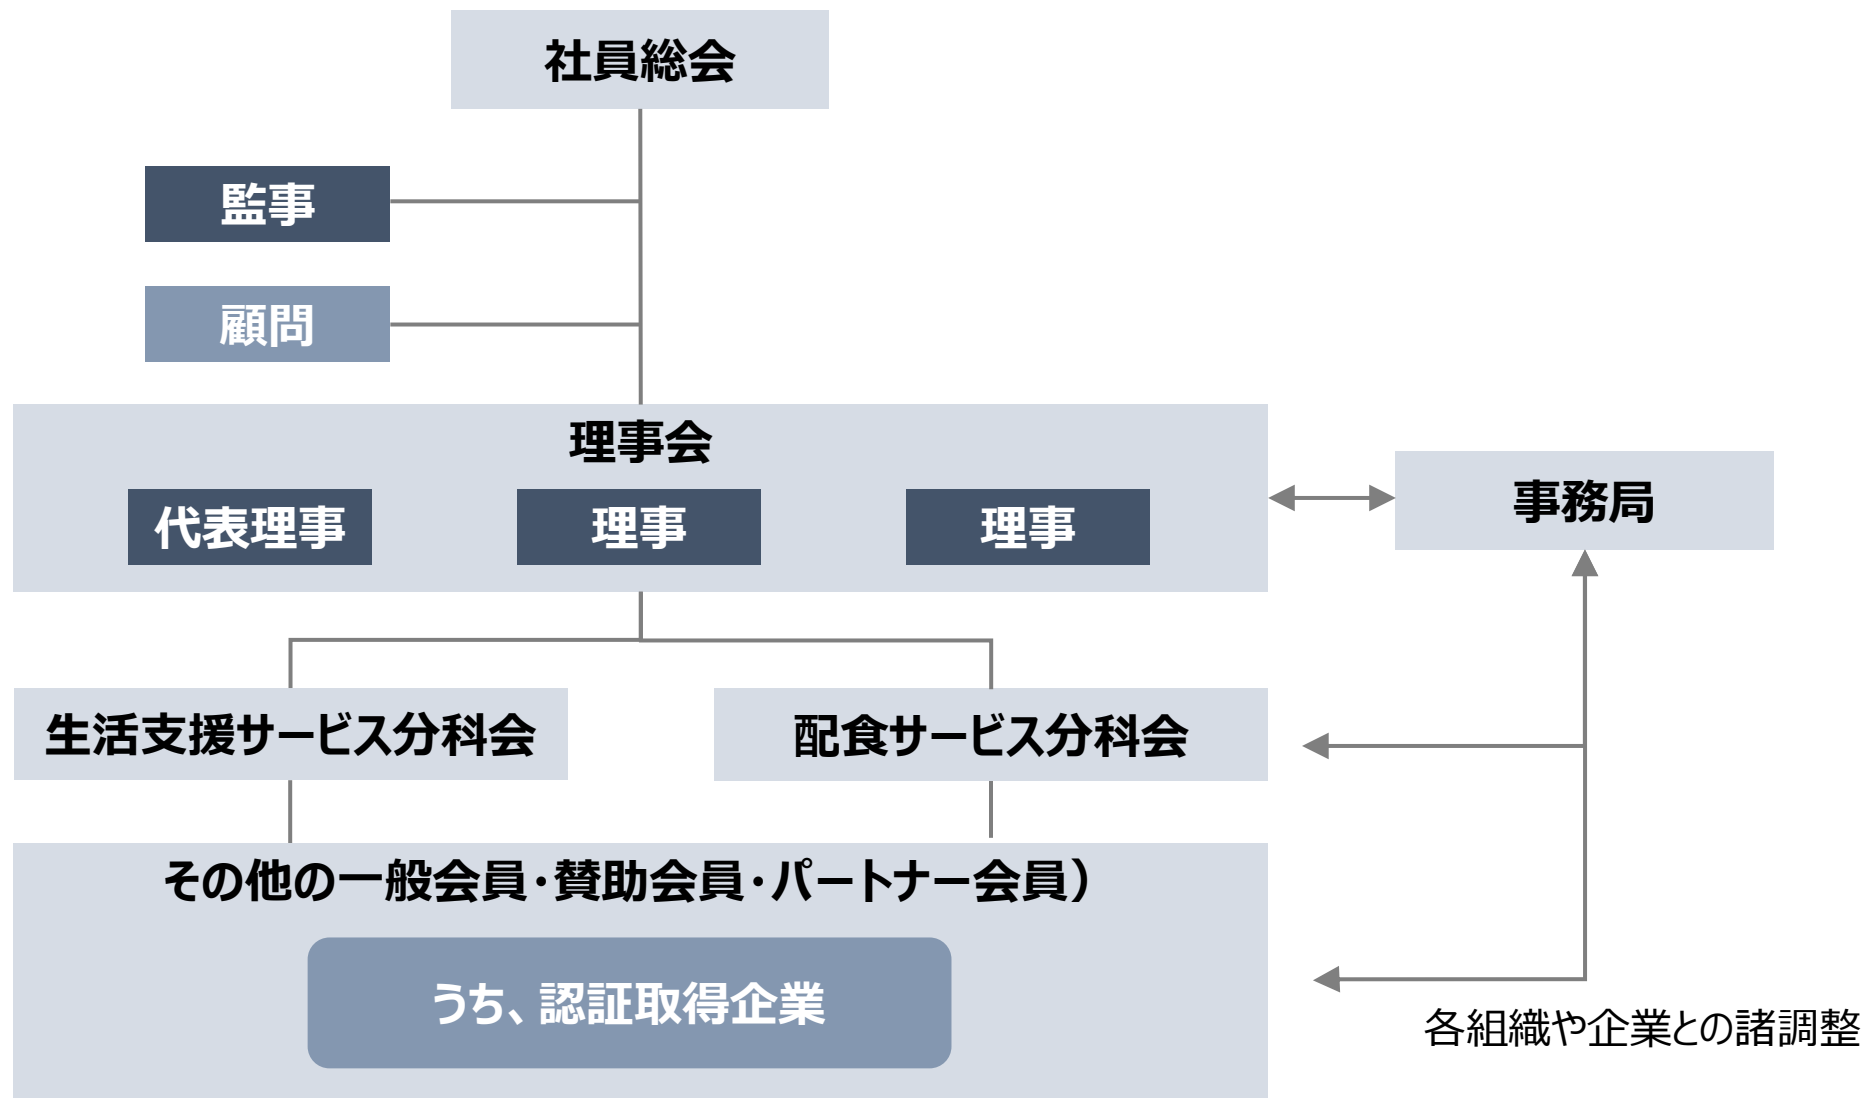 社員総会
監事
顧問
理事会
代表理事
理事
理事
事務局
生活支援サービス分科会
配食サービス分科会
その他の一般会員・賛助会員・パートナー会員）
うち、認証取得企業
各組織や企業との諸調整